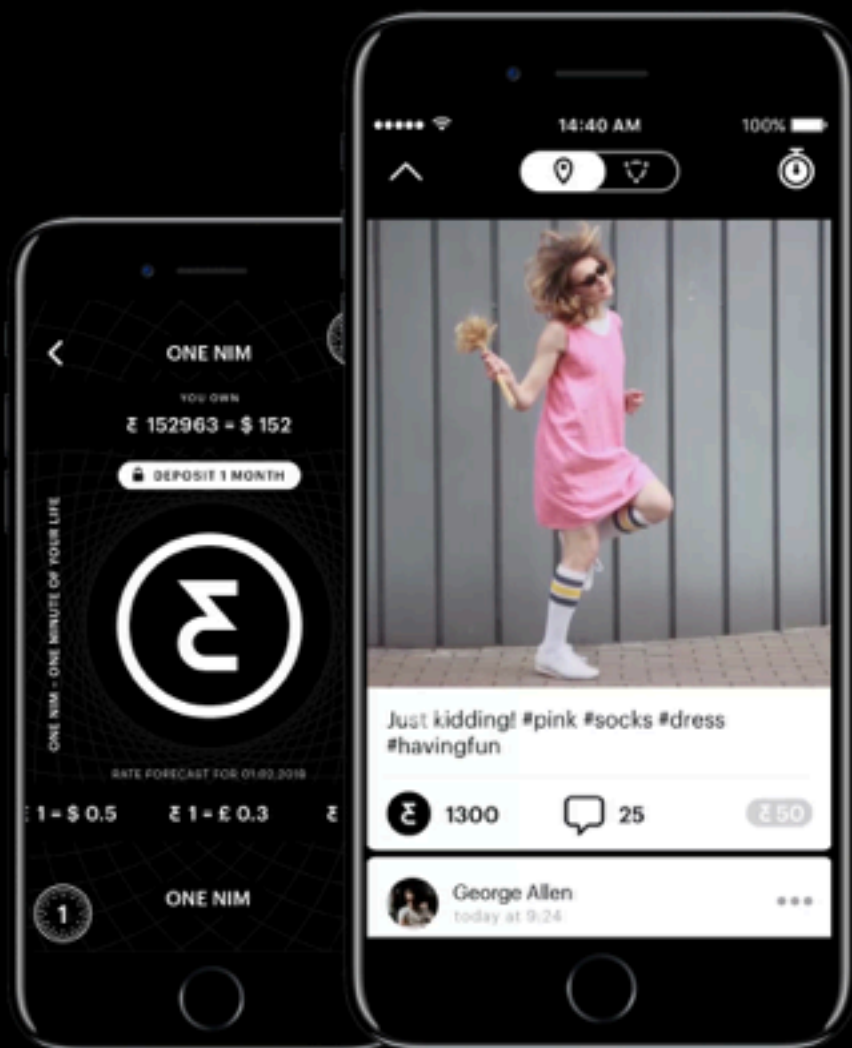 ONE NIM
YOU OWN
ℇ 152963 = $ 152
DEPOSIT 1 MONTH
ONE NIM - ONE MINUTE OF YOUR LIFE
RATE FORECAST FOR 01.02.2018
1 = $ 0.5
ℇ 1 = £ 0.3
ℇ
1
ONE NIM
14:40 AM
100%
Just kidding! #pink #socks #dress
#havingfun
ℇ 1300
25
ℇ 50
George Allen
today at 9:24